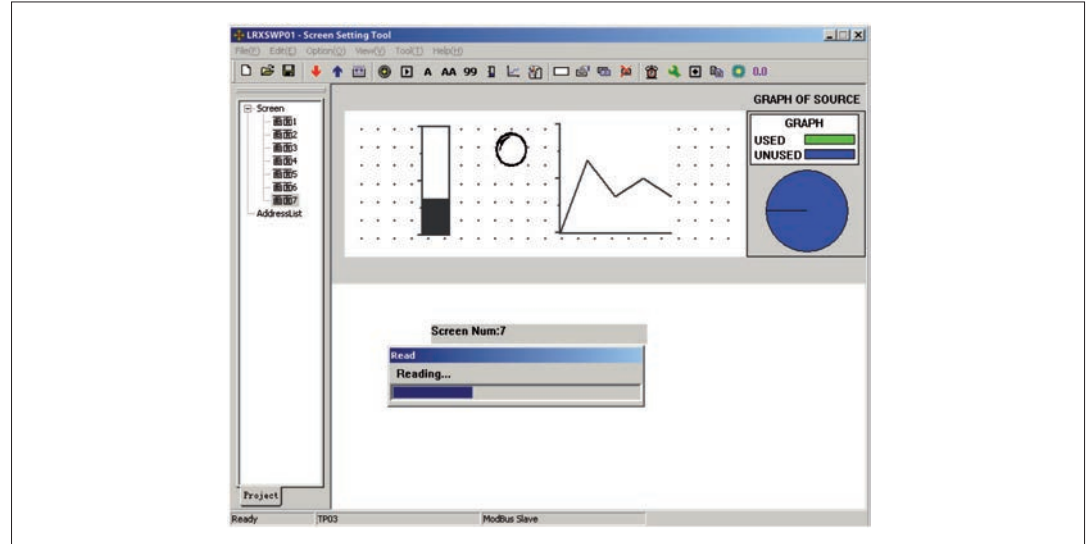 LRXSWP01 - Screen Setting Tool
File(F) Edit(E) Option(O) View(V) Tool(T) Help(H)
A AA 99 0.0
Screen
画面1
画面2
画面3
画面4
画面5
画面6
画面7
AddressList
GRAPH OF SOURCE
GRAPH
USED
UNUSED
Screen Num:7
Read
Reading...
Project
Ready TP03 ModBus Slave